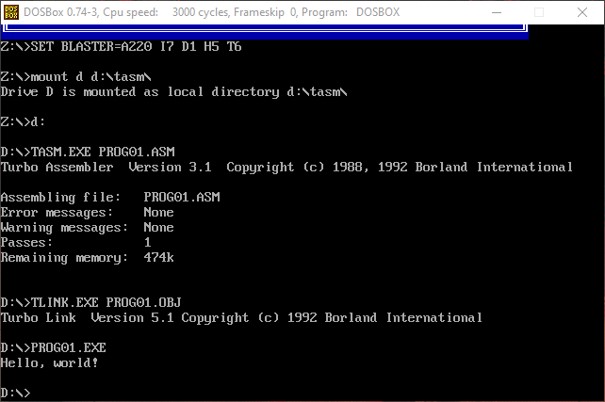 DOSBox 0.74-3, Cpu speed:    3000 cycles, Frameskip  0, Program:   DOSBOX
Z:\>SET BLASTER=A220 I7 D1 H5 T6
Z:\>mount d d:\tasm\
Drive D is mounted as local directory d:\tasm\
Z:\>d:
D:\>TASM.EXE PROG01.ASM
Turbo Assembler  Version 3.1  Copyright (c) 1988, 1992 Borland International
Assembling file:   PROG01.ASM
Error messages:    None
Warning messages:  None
Passes:            1
Remaining memory:  474k
D:\>TLINK.EXE PROG01.OBJ
Turbo Link  Version 5.1 Copyright (c) 1992 Borland International
D:\>PROG01.EXE
Hello, world!
D:\>